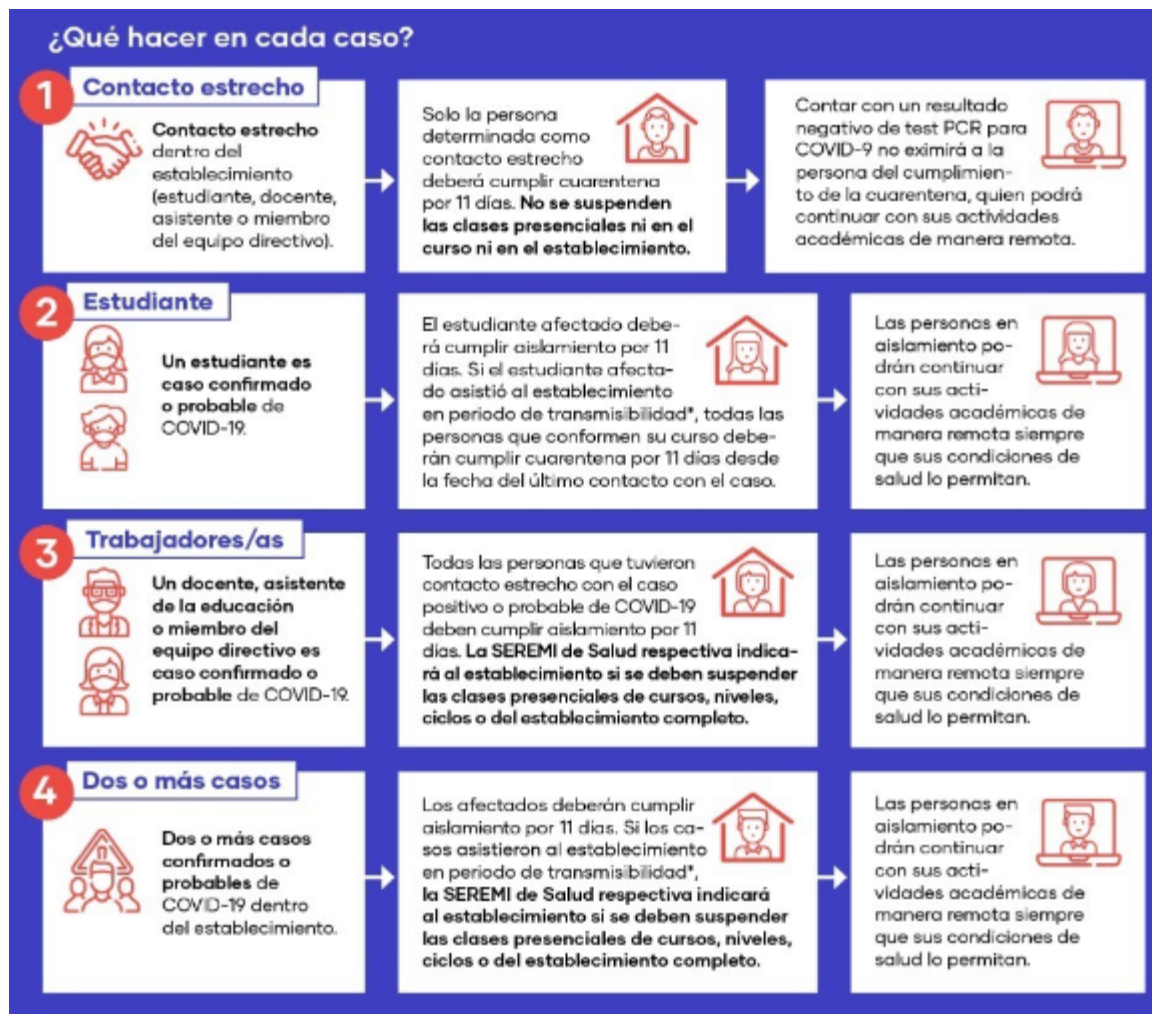 ¿Qué hacer en cada caso?
1
Contacto estrecho
Contacto estrecho
dentro del
establecimiento
(estudiante, docente,
asistente o miembro
del equipo directivo).
Solo la persona
determinada como
contacto estrecho
deberá cumplir cuarentena
por 11 días. No se suspenden
las clases presenciales ni en el
curso ni en el establecimiento.
Contar con un resultado
negativo de test PCR para
COVID-9 no eximirá a la
persona del cumplimien-
to de la cuarentena, quien podrá
continuar con sus actividades
académicas de manera remota.
2
Estudiante
Un estudiante es
caso confirmado
o probable de
COVID-19.
El estudiante afectado debe-
rá cumplir aislamiento por 11
días. Si el estudiante afecta-
do asistió al establecimiento
en periodo de transmisibilidad*, todas las
personas que conformen su curso debe-
rán cumplir cuarentena por 11 días desde
la fecha del último contacto con el caso.
Las personas en
aislamiento po-
drán continuar
con sus acti-
vidades académicas de
manera remota siempre
que sus condiciones de
salud lo permitan.
3
Trabajadores/as
Un docente, asistente
de la educación
o miembro del
equipo directivo es
caso confirmado o
probable de COVID-19.
Todas las personas que tuvieron
contacto estrecho con el caso
positivo o probable de COVID-19
deben cumplir aislamiento por 11
días. La SEREMI de Salud respectiva indica-
rá al establecimiento si se deben suspender
las clases presenciales de cursos, niveles,
ciclos o del establecimiento completo.
Las personas en
aislamiento po-
drán continuar
con sus acti-
vidades académicas de
manera remota siempre
que sus condiciones de
salud lo permitan.
4
Dos o más casos
Dos o más casos
confirmados o
probables de
COVID-19 dentro
del establecimiento.
Los afectados deberán cumplir
aislamiento por 11 dias. Si los ca-
sos asistieron al establecimiento
en periodo de transmisibilidad*,
la SEREMI de Salud respectiva indicará
al establecimiento si se deben suspender
las clases presenciales de cursos, niveles,
ciclos o del establecimiento completo.
Las personas en
aislamiento po-
drán continuar
con sus acti-
vidades académicas de
manera remota siempre
que sus condiciones de
salud lo permitan.